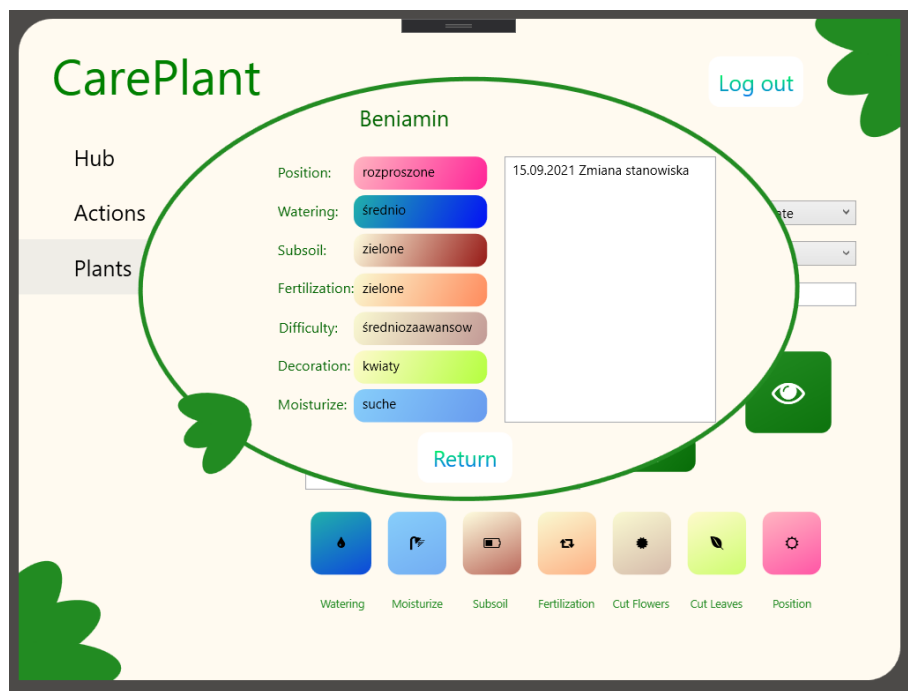 CarePlant
Log out
Beniamin
Hub
Actions
Plants
Position: rozproszone
Watering: średnio
Subsoil: zielone
Fertilization: zielone
Difficulty: średniozaawansow
Decoration: kwiaty
Moisturize: suche
15.09.2021 Zmiana stanowiska
Return
Watering Moisturize Subsoil Fertilization Cut Flowers Cut Leaves Position